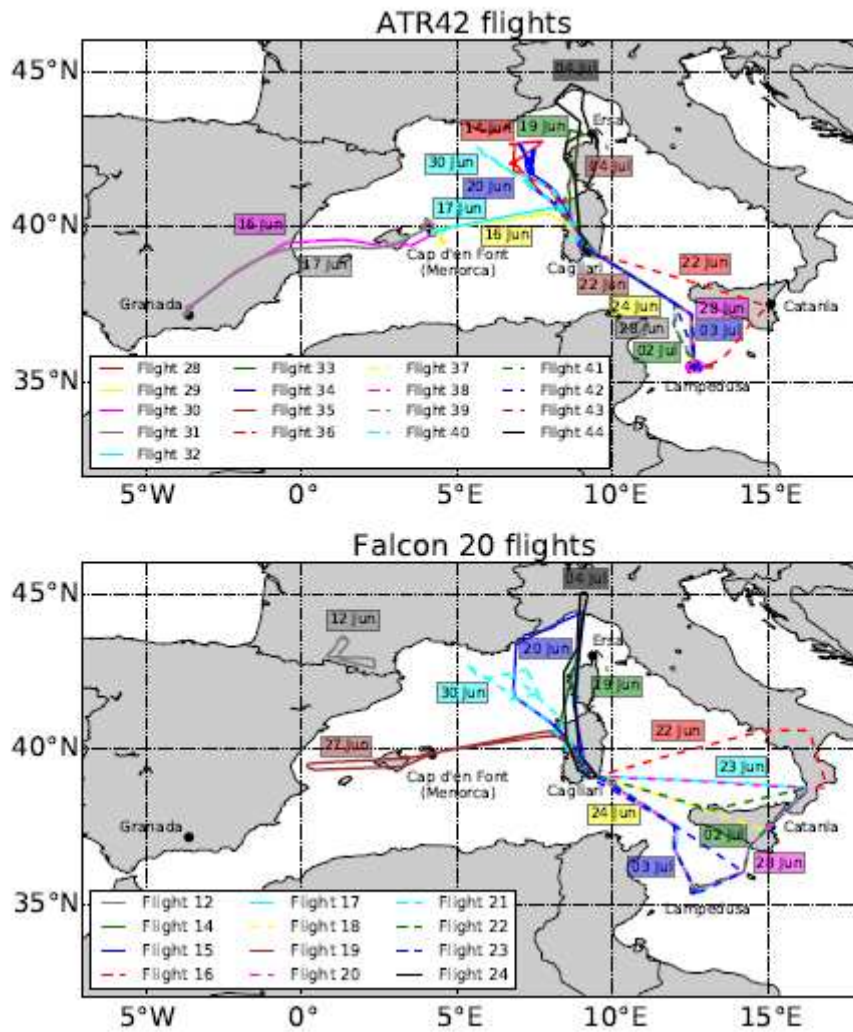 ATR42 flights
45°N
04 Jul
14 Jun
19 Jun
Ersa
30 Jun
04 Jul
20 Jun
40°N
17 Jun
16 Jun
16 Jun
17 Jun
Cap d'en Font
(Menorca)
Cagliari
22 Jun
22 Jun
Granada
24 Jun
28 Jun
Catania
28 Jun
03 Jul
02 Jul
35°N
Lampedusa
Flight 28 Flight 33 Flight 37 Flight 41
Flight 29 Flight 34 Flight 38 Flight 42
Flight 30 Flight 35 Flight 39 Flight 43
Flight 31 Flight 36 Flight 40 Flight 44
Flight 32
5°W 0° 5°E 10°E 15°E
Falcon 20 flights
45°N
04 Jul
12 Jun
20 Jun
Ersa
30 Jun
19 Jun
40°N
27 Jun
22 Jun
Cap d'en Font
(Menorca)
Cagliari
23 Jun
Granada
24 Jun
02 Jul
Catania
03 Jul
28 Jun
35°N
Lampedusa
Flight 12 Flight 17 Flight 21
Flight 14 Flight 18 Flight 22
Flight 15 Flight 19 Flight 23
Flight 16 Flight 20 Flight 24
5°W 0° 5°E 10°E 15°E